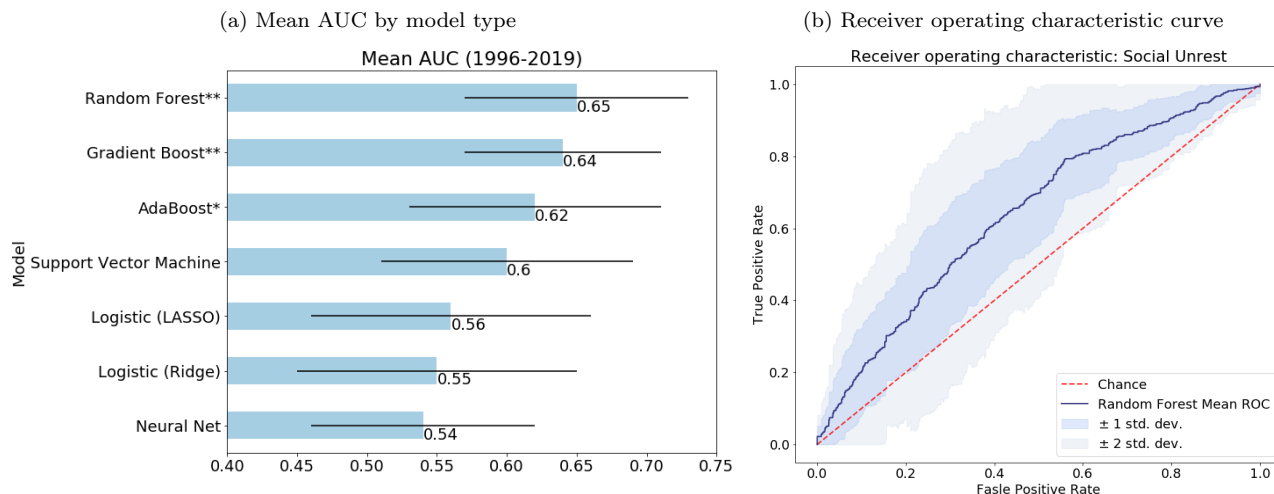 (a) Mean AUC by model type
Mean AUC (1996-2019)
Model
Random Forest**
0.65
Gradient Boost**
0.64
AdaBoost*
0.62
Support Vector Machine
0.6
Logistic (LASSO)
0.56
Logistic (Ridge)
0.55
Neural Net
0.54
0.40 0.45 0.50 0.55 0.60 0.65 0.70 0.75
(b) Receiver operating characteristic curve
Receiver operating characteristic: Social Unrest
True Positive Rate
1.0
0.8
0.6
0.4
0.2
0.0
Chance
Random Forest Mean ROC
± 1 std. dev.
± 2 std. dev.
0.0 0.2 0.4 0.6 0.8 1.0
Fasle Positive Rate